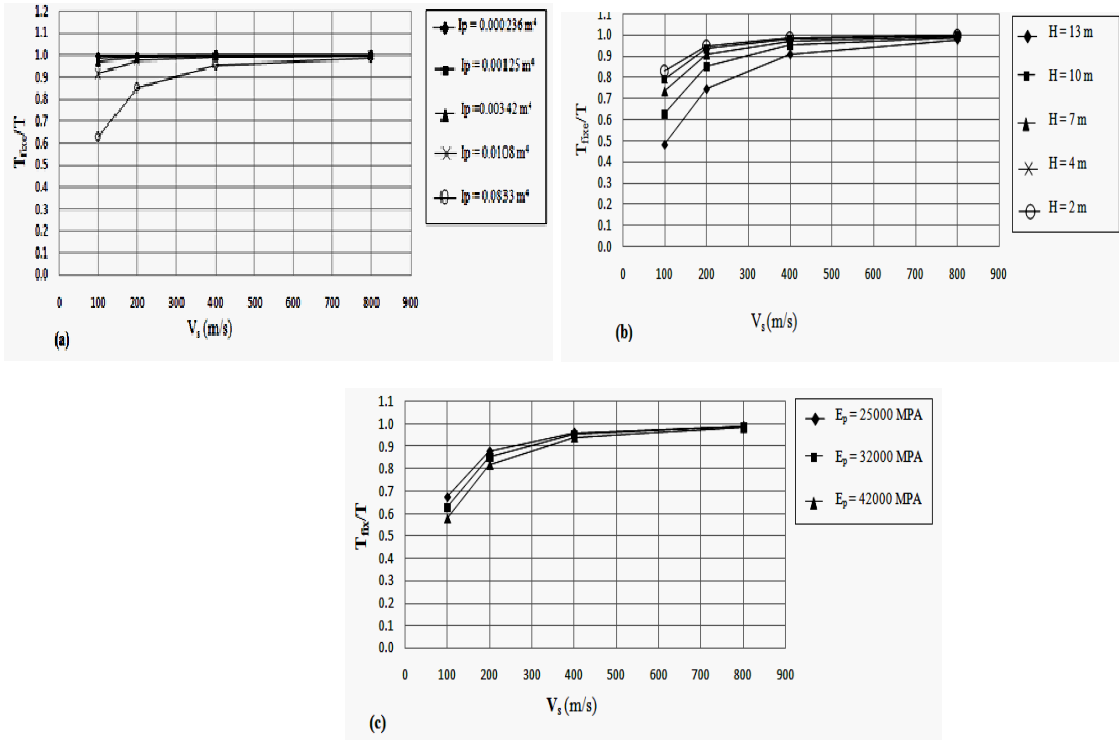 1.2
1.1
1.0
0.9
0.8
0.7
0.6
0.5
0.4
0.3
0.2
0.1
0.0
T_fixe/T
0 100 200 300 400 500 600 700 800 900
V_s (m/s)
(a)
Ip = 0.000236 m⁴
Ip = 0.00125 m⁴
Ip = 0.00342 m⁴
Ip = 0.0108 m⁴
Ip = 0.0833 m⁴
1.1
1.0
0.9
0.8
0.7
0.6
0.5
0.4
0.3
0.2
0.1
0.0
T_fixe/T
0 100 200 300 400 500 600 700 800 900
V_s (m/s)
(b)
H = 13 m
H = 10 m
H = 7 m
H = 4 m
H = 2 m
1.1
1.0
0.9
0.8
0.7
0.6
0.5
0.4
0.3
0.2
0.1
0.0
T_fix/T
0 100 200 300 400 500 600 700 800 900
V_s (m/s)
(c)
E_p = 25000 MPA
E_p = 32000 MPA
E_p = 42000 MPA